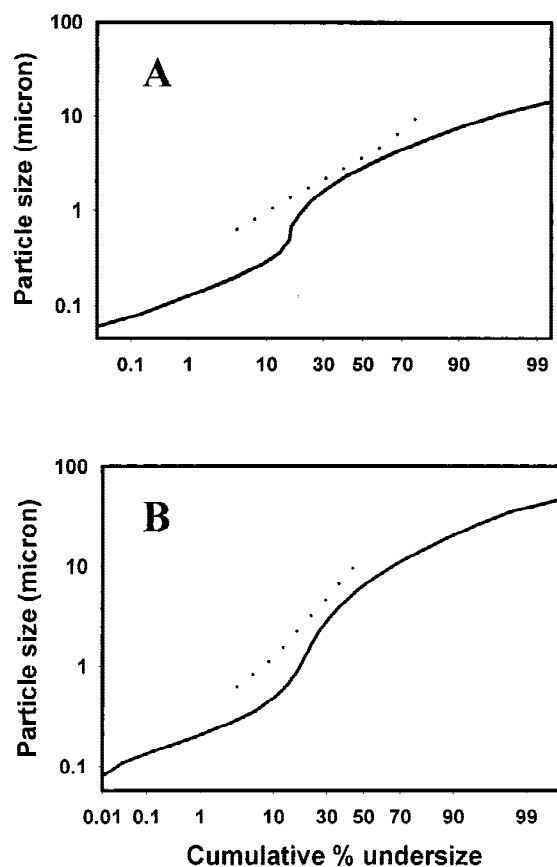 100
A
10
1
0.1
Particle size (micron)
0.1 1 10 30 50 70 90 99
100
B
10
1
0.1
Particle size (micron)
0.01 0.1 1 10 30 50 70 90 99
Cumulative % undersize